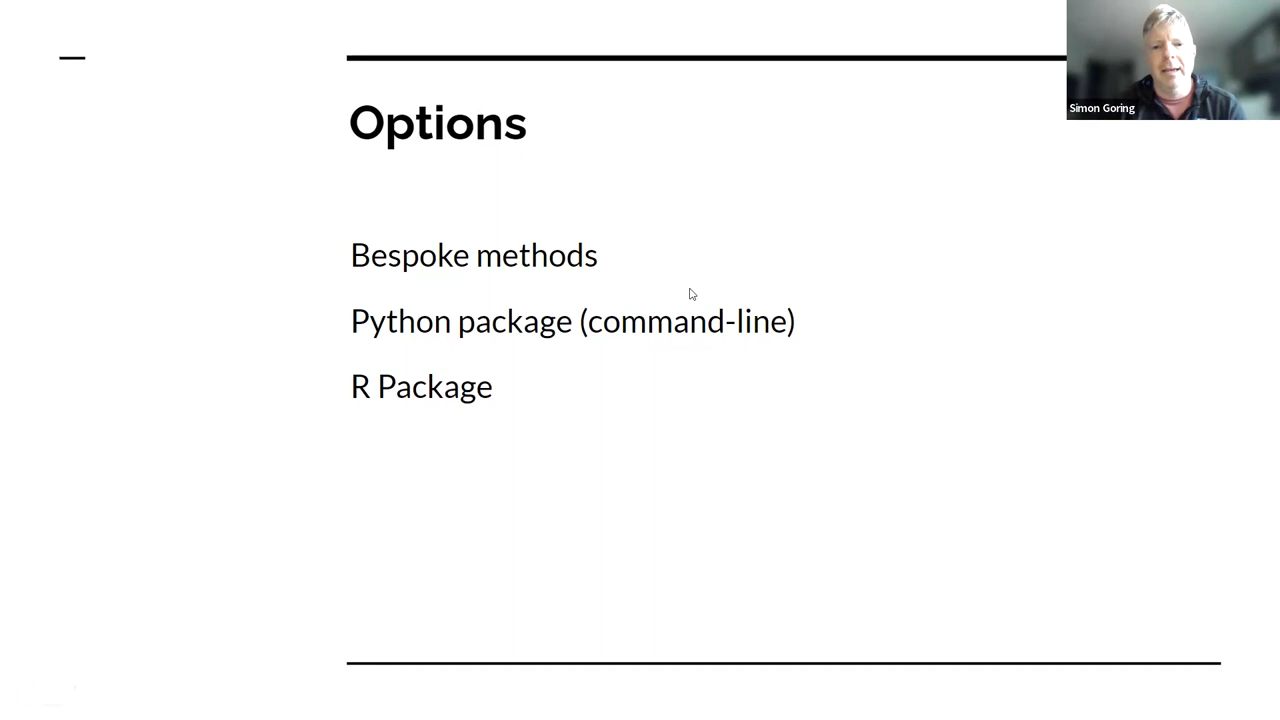 Options
Simon Goring
Bespoke methods
Python package (command-line)
R Package